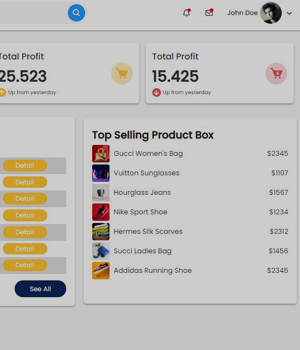 John Doe
Total Profit
25.523
Up from yesterday
Total Profit
15.425
Up from yesterday
Detail
Detail
Detail
Detail
Detail
Detail
Detail
See All
Top Selling Product Box
Gucci Women's Bag $2345
Vuitton Sunglasses $1107
Hourglass Jeans $1567
Nike Sport Shoe $1234
Hermes Silk Scarves $2312
Succi Ladies Bag $1456
Addidas Running Shoe $2345